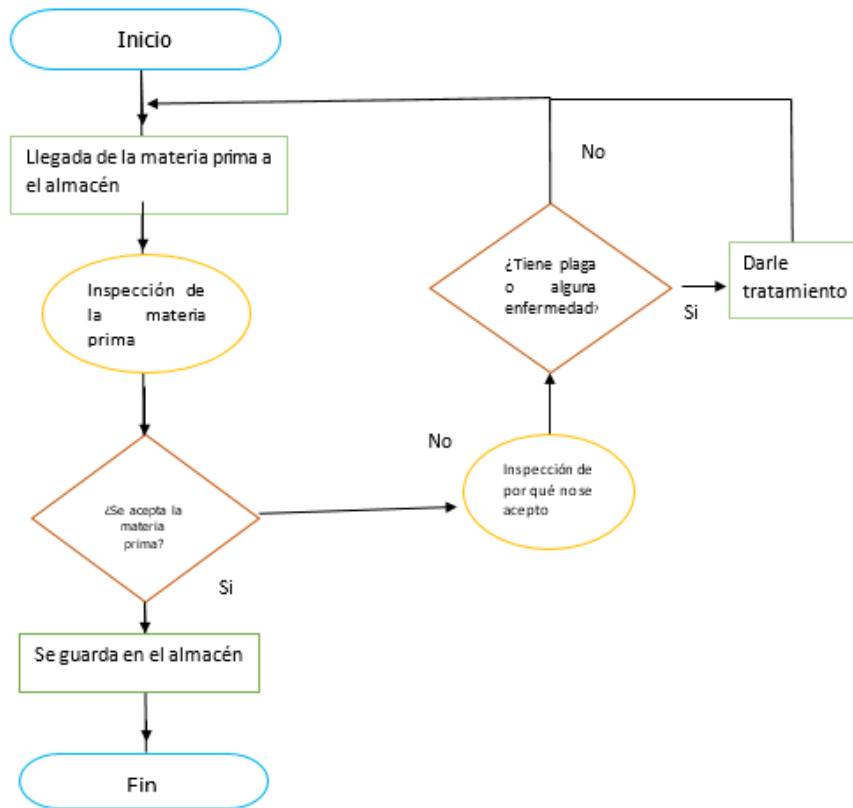 Inicio
Llegada de la materia prima a
el almacén
Inspección de
la materia
prima
¿Se acepta la
materia
prima?
Si
Se guarda en el almacén
Fin
No
Inspección de
por qué no se
acepto
¿Tiene plaga
o alguna
enfermedad?
No
Si
Darle
tratamiento